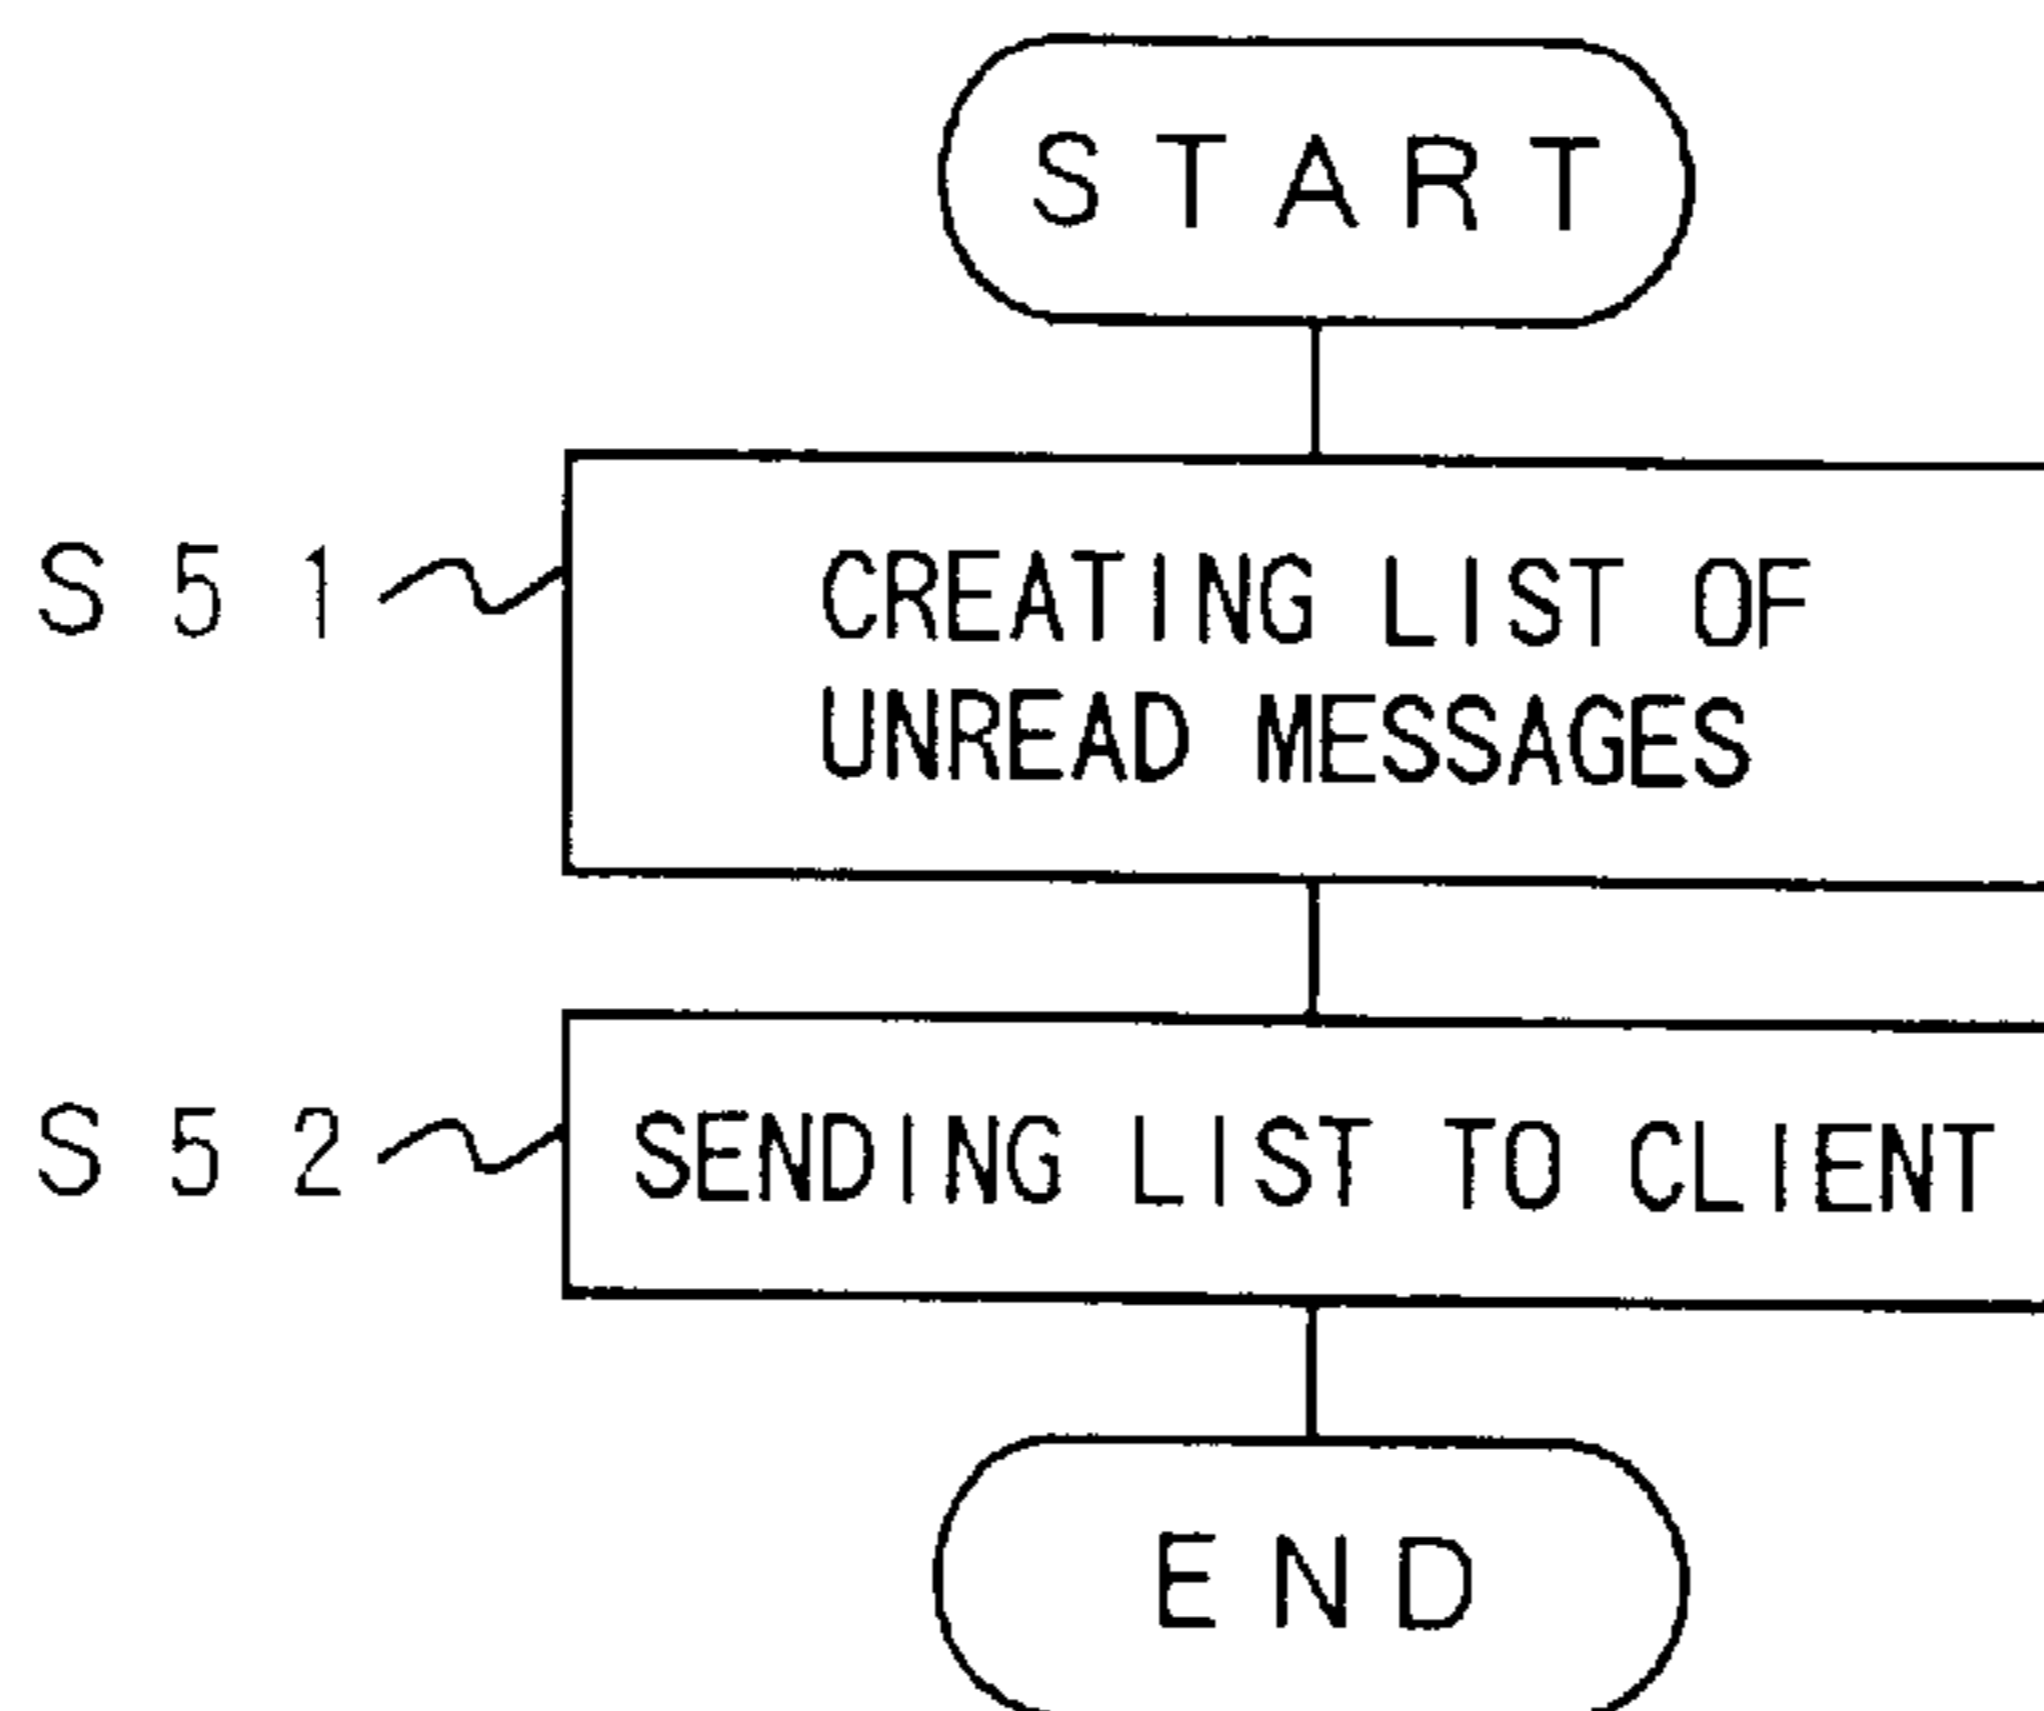 START
S51
CREATING LIST OF
UNREAD MESSAGES
S52
SENDING LIST TO CLIENT
END